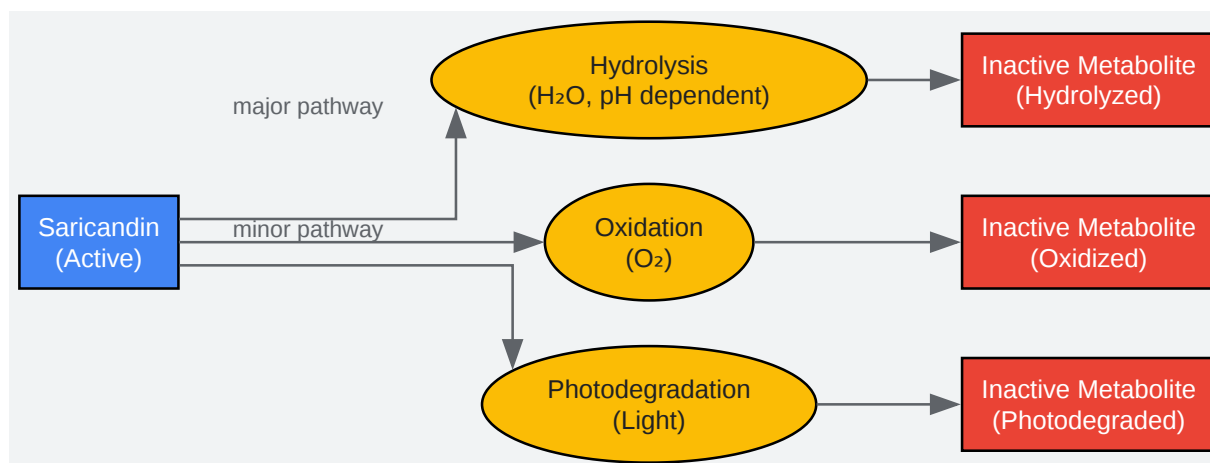 major pathway
Hydrolysis
(H₂O, pH dependent)
Inactive Metabolite
(Hydrolyzed)
Saricandin
(Active)
minor pathway
Oxidation
(O₂)
Inactive Metabolite
(Oxidized)
Photodegradation
(Light)
Inactive Metabolite
(Photodegraded)